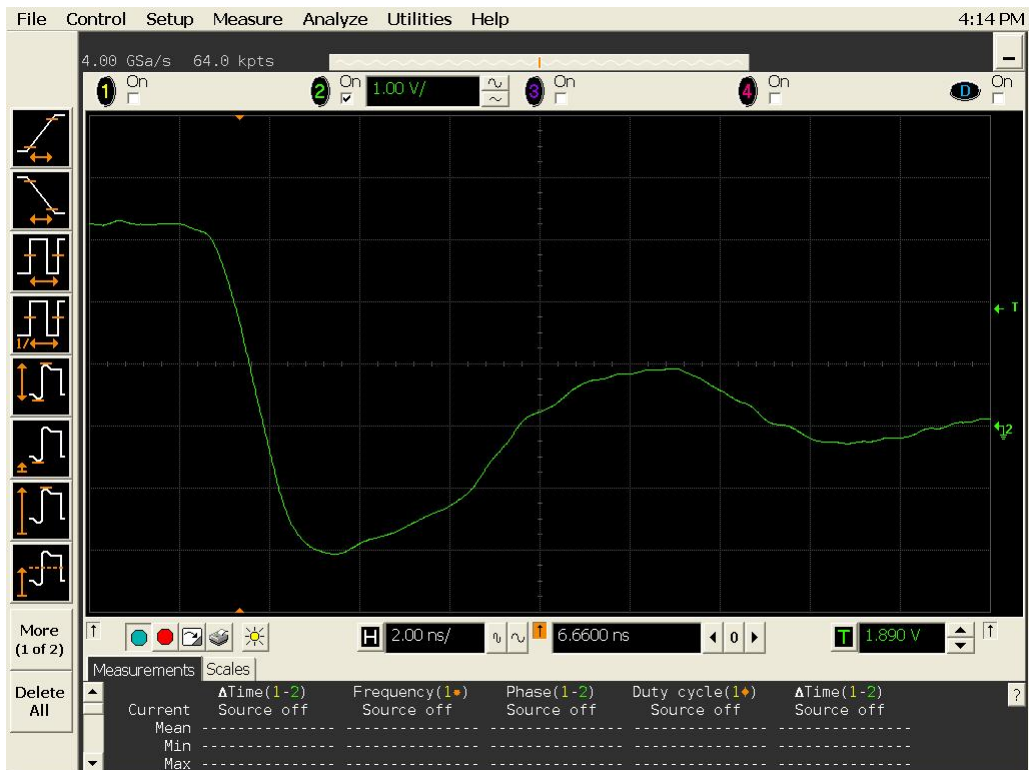 File Control Setup Measure Analyze Utilities Help 4:14 PM
4.00 GSa/s 64.0 kpts
1 On 2 On 1.00 V/ 3 On 4 On D On
T
2
1/
More
(1 of 2)
Delete
All
H 2.00 ns/ 6.6600 ns 0 T 1.890 V
Measurements Scales
ΔTime(1-2) Frequency(1) Phase(1-2) Duty cycle(1) ΔTime(1-2) ?
Current Source off Source off Source off Source off Source off
Mean -------------- -------------- -------------- -------------- --------------
Min -------------- -------------- -------------- -------------- --------------
Max -------------- -------------- -------------- -------------- --------------